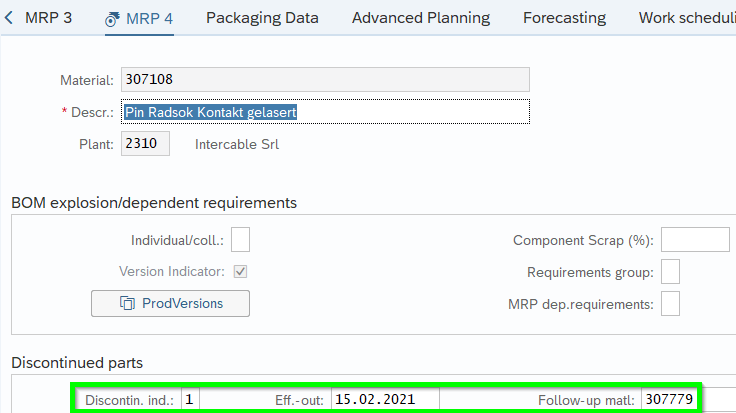 MRP 3 MRP 4 Packaging Data Advanced Planning Forecasting Work scheduli
Material: 307108
* Descr.: Pin Radsok Kontakt gelasert
Plant: 2310 Intercable Srl
BOM explosion/dependent requirements
Individual/coll.: Component Scrap (%):
Version Indicator: Requirements group:
ProdVersions MRP dep.requirements:
Discontinued parts
Discontin. ind.: 1 Eff.-out: 15.02.2021 Follow-up matl: 307779